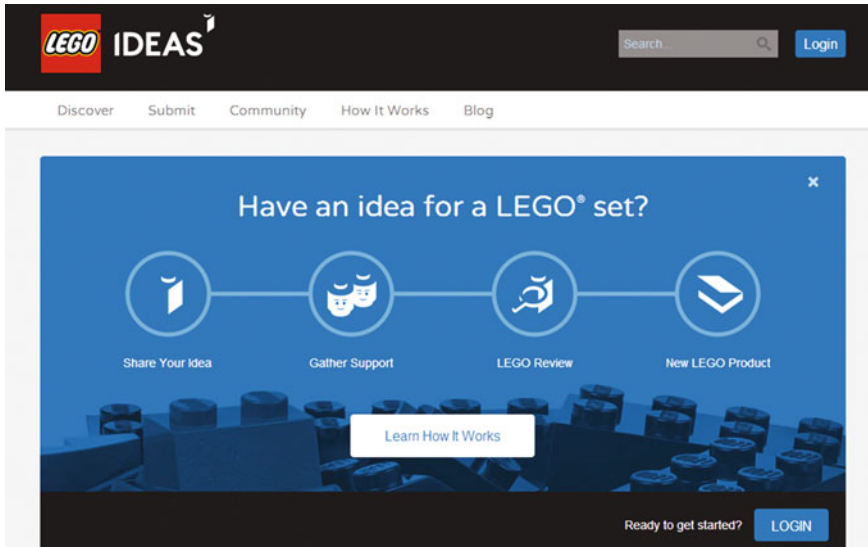 LEGO IDEAS
Search... Login
Discover Submit Community How It Works Blog
Have an idea for a LEGO® set?
Share Your Idea Gather Support LEGO Review New LEGO Product
Learn How It Works
Ready to get started? LOGIN